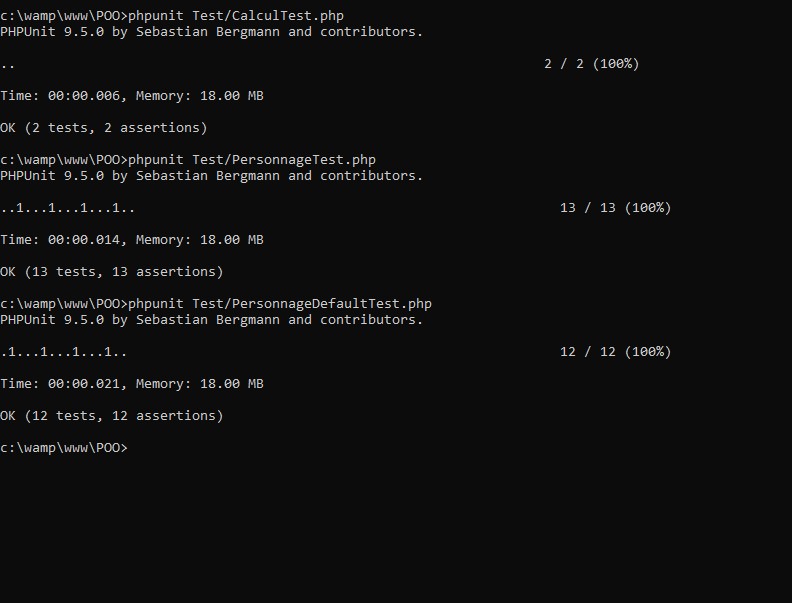 c:\wamp\www\POO>phpunit Test/CalculTest.php
PHPUnit 9.5.0 by Sebastian Bergmann and contributors.
.. 2 / 2 (100%)
Time: 00:00.006, Memory: 18.00 MB
OK (2 tests, 2 assertions)
c:\wamp\www\POO>phpunit Test/PersonnageTest.php
PHPUnit 9.5.0 by Sebastian Bergmann and contributors.
..1...1...1...1.. 13 / 13 (100%)
Time: 00:00.014, Memory: 18.00 MB
OK (13 tests, 13 assertions)
c:\wamp\www\POO>phpunit Test/PersonnageDefaultTest.php
PHPUnit 9.5.0 by Sebastian Bergmann and contributors.
.1...1...1...1.. 12 / 12 (100%)
Time: 00:00.021, Memory: 18.00 MB
OK (12 tests, 12 assertions)
c:\wamp\www\POO>